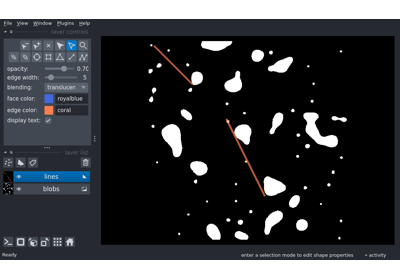 File View Window Plugins Help
layer controls
opacity: 0.70
edge width: 5
blending: translucen
face color: royalblue
edge color: coral
display text:
layer list
lines
blobs
Ready enter a selection mode to edit shape properties activity